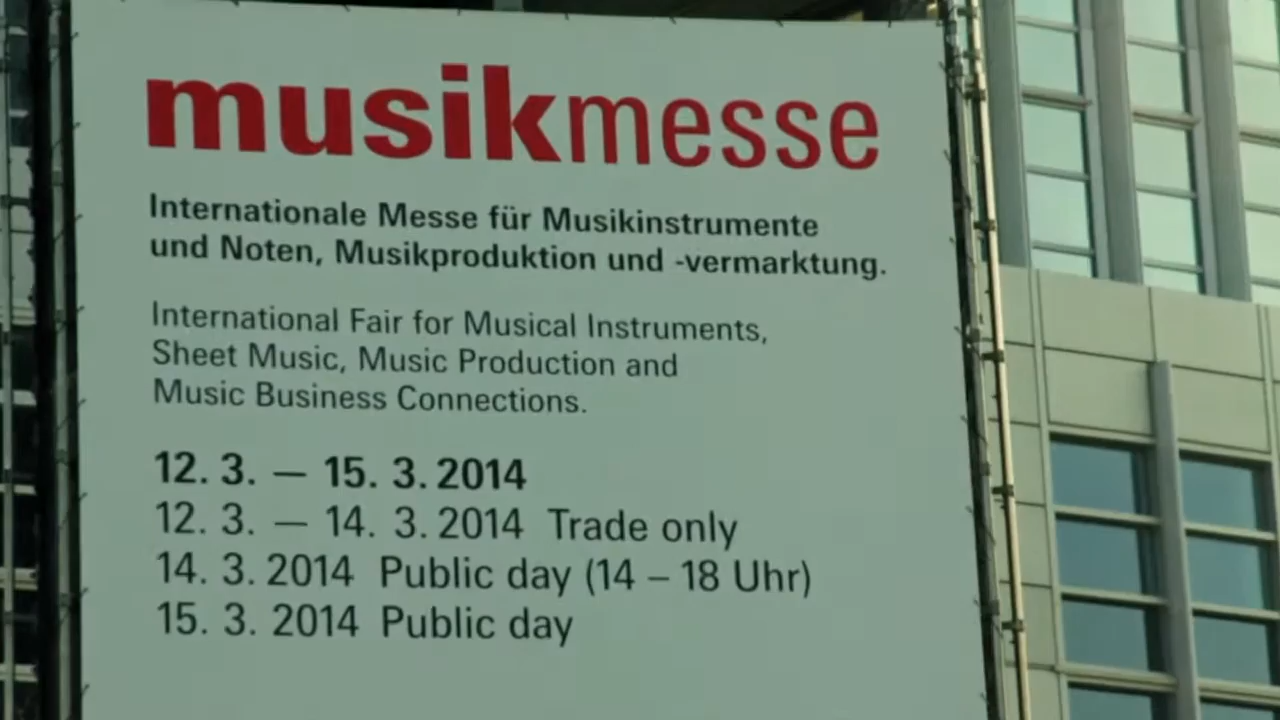 musikmesse
Internationale Messe für Musikinstrumente
und Noten, Musikproduktion und -vermarktung.
International Fair for Musical Instruments,
Sheet Music, Music Production and
Music Business Connections.
12. 3. — 15. 3. 2014
12. 3. — 14. 3. 2014 Trade only
14. 3. 2014 Public day (14 – 18 Uhr)
15. 3. 2014 Public day